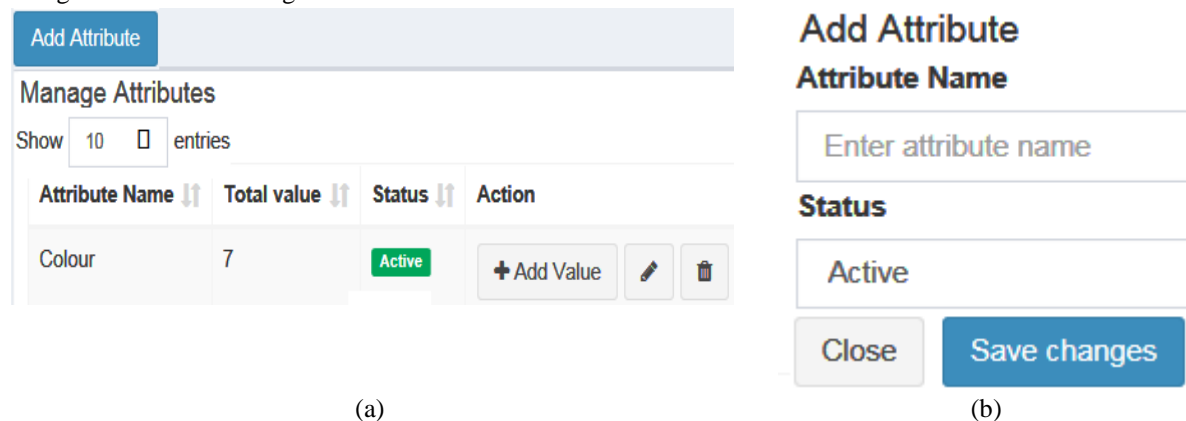 Add Attribute
Manage Attributes
Show 10 entries
Attribute Name Total value Status Action
Colour 7 Active Add Value
(a)
Add Attribute
Attribute Name
Enter attribute name
Status
Active
Close Save changes
(b)